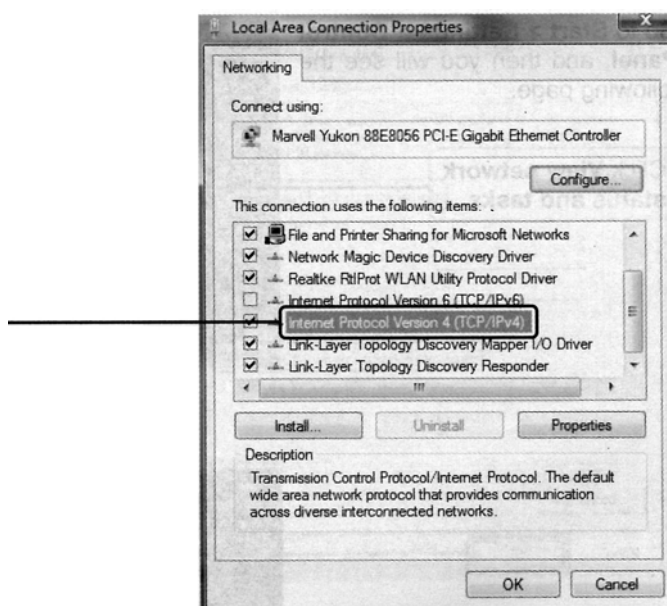 Local Area Connection Properties
Networking
Connect using:
Marvell Yukon 88E8056 PCI-E Gigabit Ethernet Controller
Configure...
This connection uses the following items:
File and Printer Sharing for Microsoft Networks
Network Magic Device Discovery Driver
Realtke RtlProt WLAN Utility Protocol Driver
Internet Protocol Version 6 (TCP/IPv6)
Internet Protocol Version 4 (TCP/IPv4)
Link-Layer Topology Discovery Mapper I/O Driver
Link-Layer Topology Discovery Responder
Install...
Uninstall
Properties
Description
Transmission Control Protocol/Internet Protocol. The default
wide area network protocol that provides communication
across diverse interconnected networks.
OK
Cancel